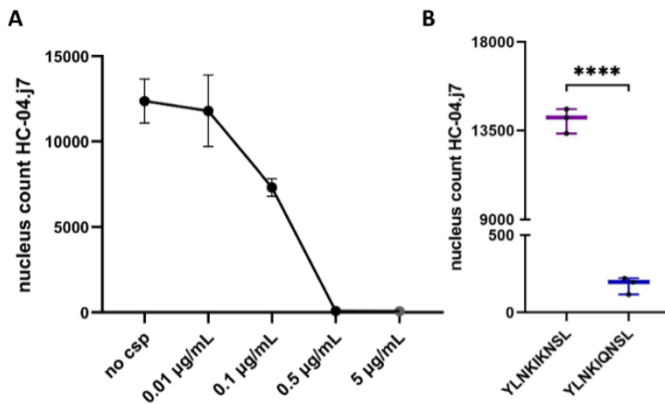 A
nucleus count HC-04.j7
15000
10000
5000
0
no csp
0.01 µg/mL
0.1 µg/mL
0.5 µg/mL
5 µg/mL
B
nucleus count HC-04.j7
18000
13500
9000
500
0
****
YLNKIKNSL
YLNKIQNSL